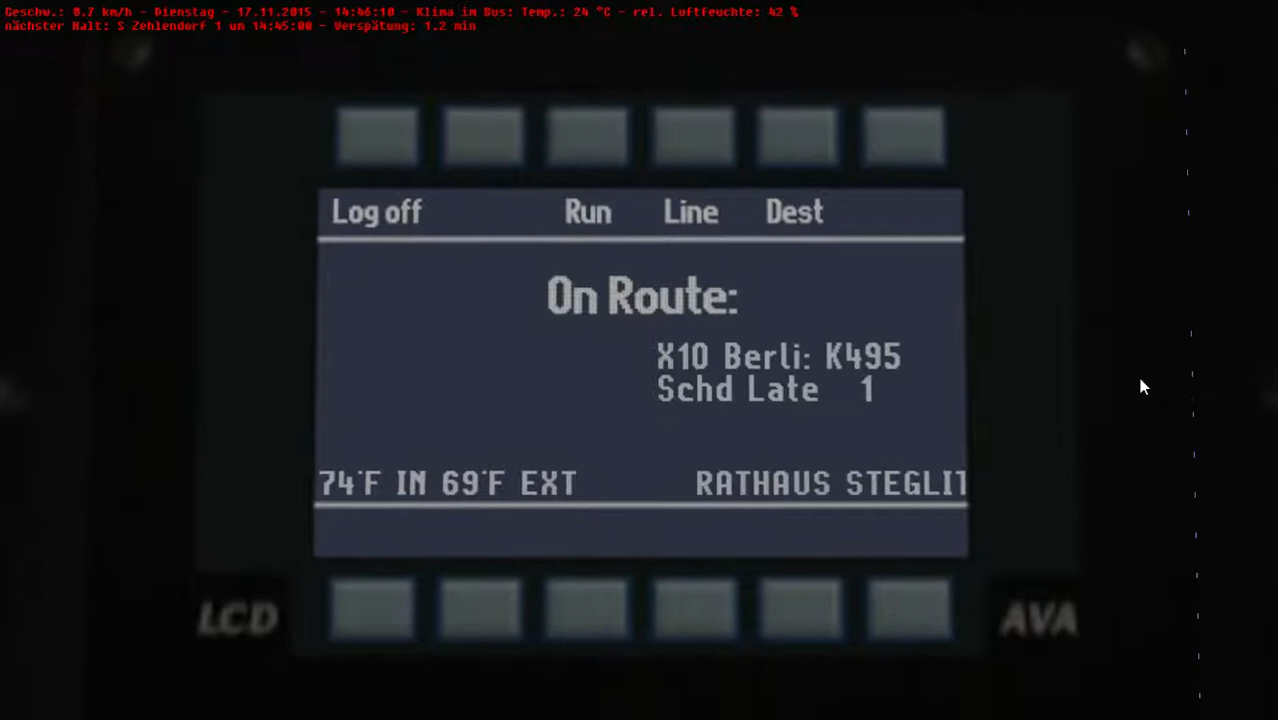 Geschw.: 0.7 km/h - Dienstag - 17.11.2015 - 14:46:10 - Klima im Bus: Temp.: 24 °C - rel. Luftfeuchte: 42 %
nächster Halt: S Zehlendorf 1 um 14:45:00 - Verspätung: 1.2 min
Log off Run Line Dest
On Route:
X10 Berli: K495
Schd Late 1
74°F IN 69°F EXT RATHAUS STEGLIT
LCD AVA